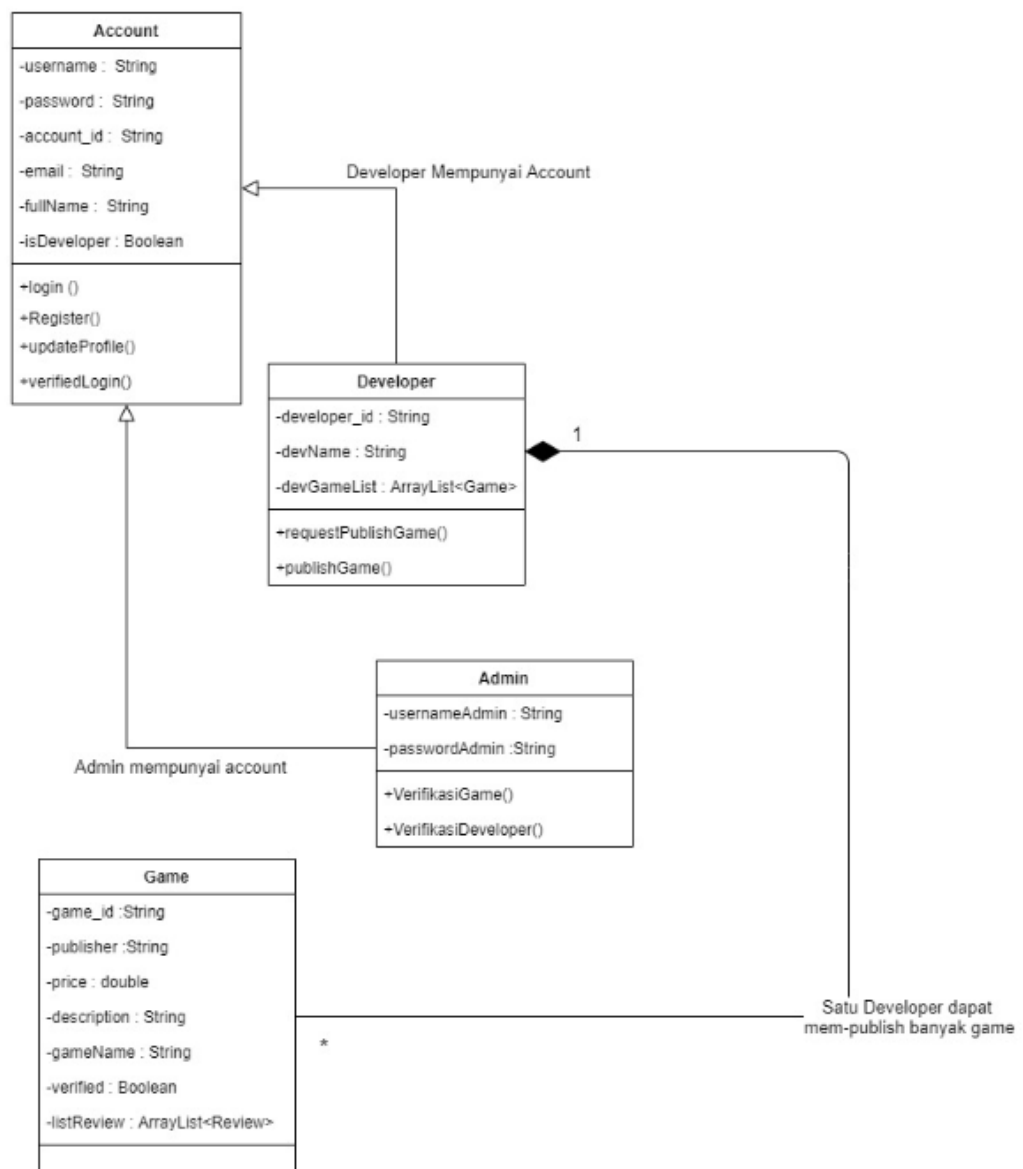 Account
-username :  String
-password :  String
-account_id :  String
-email :  String
-fullName :  String
-isDeveloper : Boolean
+login ()
+Register()
+updateProfile()
+verifiedLogin()
Developer Mempunyai Account
Developer
-developer_id : String
-devName : String
-devGameList : ArrayList<Game>
+requestPublishGame()
+publishGame()
1
Admin
-usernameAdmin : String
-passwordAdmin :String
+VerifikasiGame()
+VerifikasiDeveloper()
Admin mempunyai account
Game
-game_id :String
-publisher :String
-price : double
-description : String
-gameName : String
-verified : Boolean
-listReview : ArrayList<Review>
*
Satu Developer dapat
mem-publish banyak game